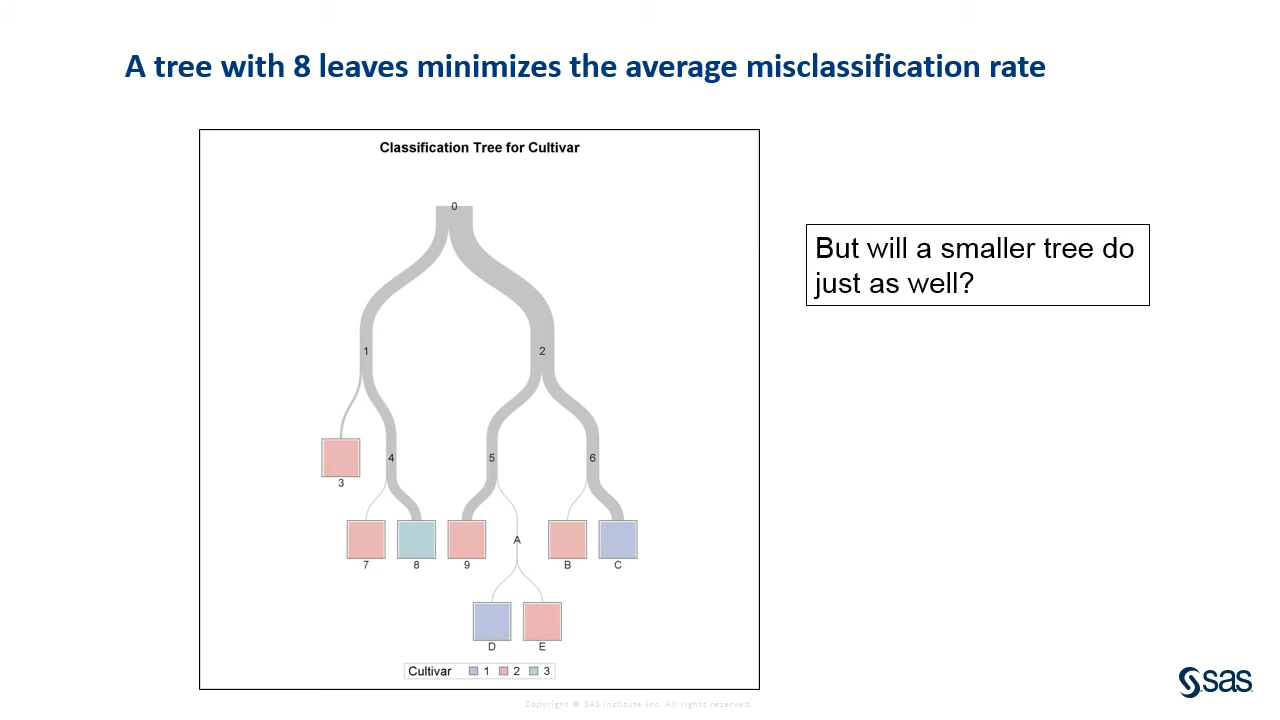 A tree with 8 leaves minimizes the average misclassification rate
Classification Tree for Cultivar
0
But will a smaller tree do
just as well?
1
2
4
5
6
3
A
7
8
9
B
C
D
E
Cultivar 1 2 3
sas
Copyright © SAS Institute Inc. All rights reserved.